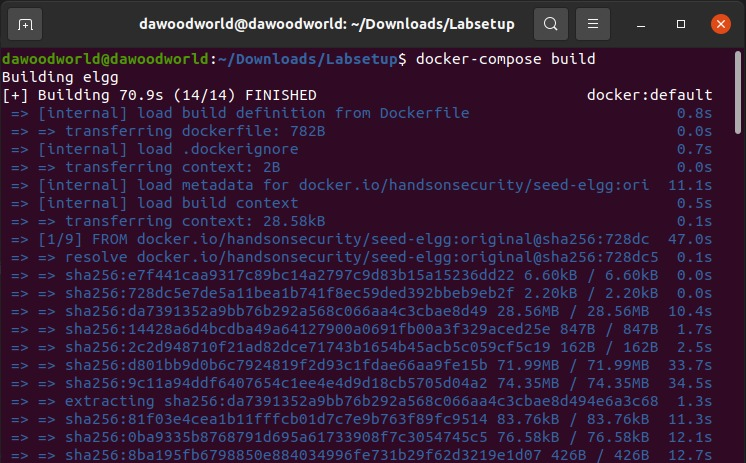 dawoodworld@dawoodworld: ~/Downloads/Labsetup
dawoodworld@dawoodworld:~/Downloads/Labsetup$ docker-compose build
Building elgg
[+] Building 70.9s (14/14) FINISHED docker:default
=> [internal] load build definition from Dockerfile 0.8s
=> => transferring dockerfile: 782B 0.0s
=> [internal] load .dockerignore 0.7s
=> => transferring context: 2B 0.0s
=> [internal] load metadata for docker.io/handsonsecurity/seed-elgg:ori 11.1s
=> [internal] load build context 0.5s
=> => transferring context: 28.58kB 0.1s
=> [1/9] FROM docker.io/handsonsecurity/seed-elgg:original@sha256:728dc 47.0s
=> => resolve docker.io/handsonsecurity/seed-elgg:original@sha256:728dc5 0.1s
=> => sha256:e7f441caa9317c89bc14a2797c9d83b15a15236dd22 6.60kB / 6.60kB 0.0s
=> => sha256:728dc5e7de5a11bea1b741f8ec59ded392bbeb9eb2f 2.20kB / 2.20kB 0.0s
=> => sha256:da7391352a9bb76b292a568c066aa4c3cbae8d49 28.56MB / 28.56MB 10.4s
=> => sha256:14428a6d4bcdba49a64127900a0691fb00a3f329aced25e 847B / 847B 1.7s
=> => sha256:2c2d948710f21ad82dce71743b1654b45acb5c059cf5c19 162B / 162B 2.5s
=> => sha256:d801bb9d0b6c7924819f2d93c1fdae66aa9fe15b 71.99MB / 71.99MB 33.7s
=> => sha256:9c11a94ddf6407654c1ee4e4d9d18cb5705d04a2 74.35MB / 74.35MB 34.5s
=> => extracting sha256:da7391352a9bb76b292a568c066aa4c3cbae8d494e6a3c68 1.3s
=> => sha256:81f03e4cea1b11fffcb01d7c7e9b763f89fc9514 83.76kB / 83.76kB 11.3s
=> => sha256:0ba9335b8768791d695a61733908f7c3054745c5 76.58kB / 76.58kB 12.1s
=> => sha256:8ba195fb6798850e884034996fe731b29f62d3219e1d07 426B / 426B 12.7s